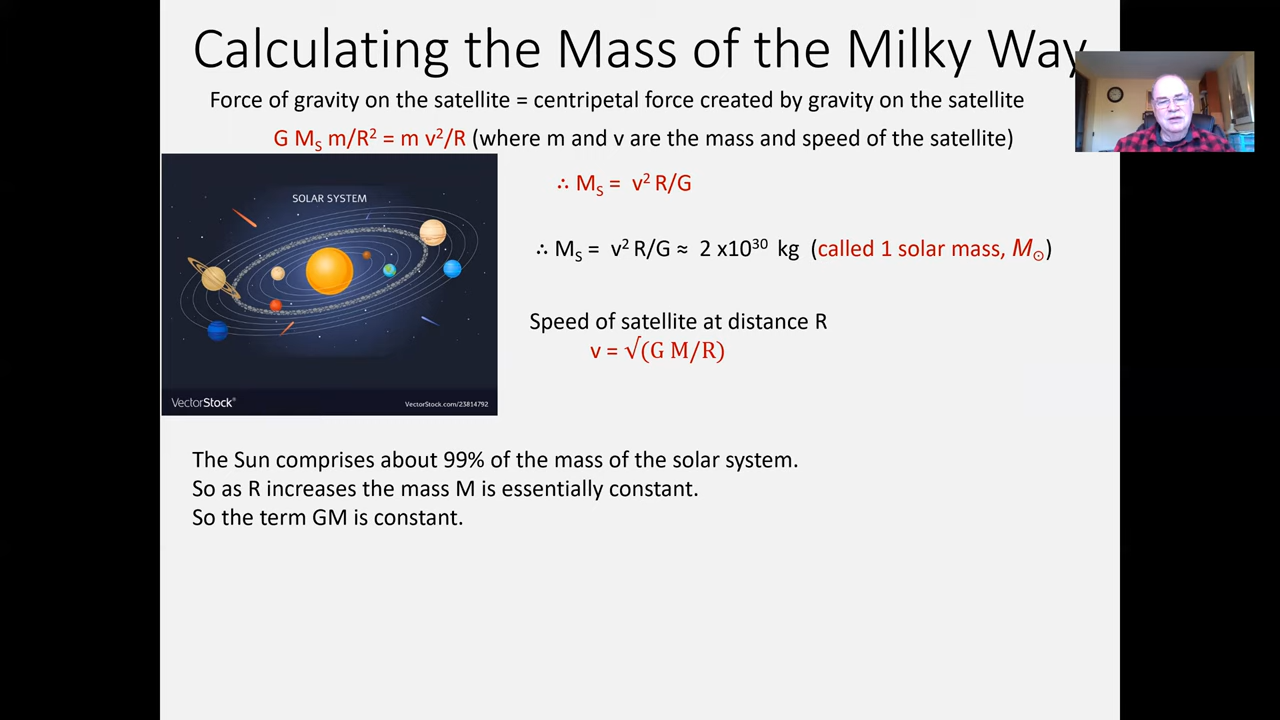 Calculating the Mass of the Milky Way
Force of gravity on the satellite = centripetal force created by gravity on the satellite
G M_S m/R² = m v²/R (where m and v are the mass and speed of the satellite)
SOLAR SYSTEM
∴ M_S = v² R/G
∴ M_S = v² R/G ≈ 2 x10³⁰ kg (called 1 solar mass, M_⊙)
Speed of satellite at distance R
v = √(G M/R)
VectorStock®
VectorStock.com/23814792
The Sun comprises about 99% of the mass of the solar system.
So as R increases the mass M is essentially constant.
So the term GM is constant.